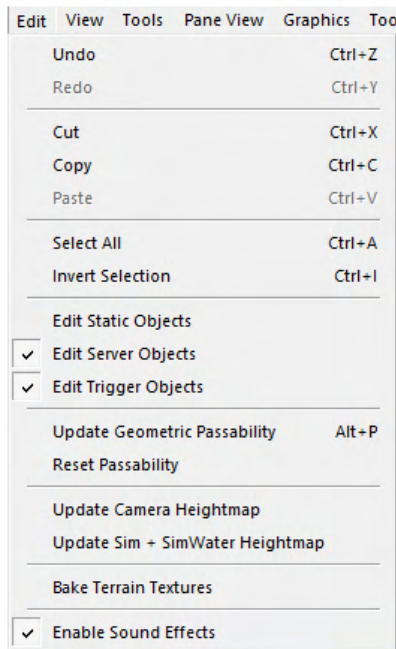 Edit View Tools Pane View Graphics Too
Undo Ctrl+Z
Redo Ctrl+Y
Cut Ctrl+X
Copy Ctrl+C
Paste Ctrl+V
Select All Ctrl+A
Invert Selection Ctrl+I
Edit Static Objects
Edit Server Objects
Edit Trigger Objects
Update Geometric Passability Alt+P
Reset Passability
Update Camera Heightmap
Update Sim + SimWater Heightmap
Bake Terrain Textures
Enable Sound Effects